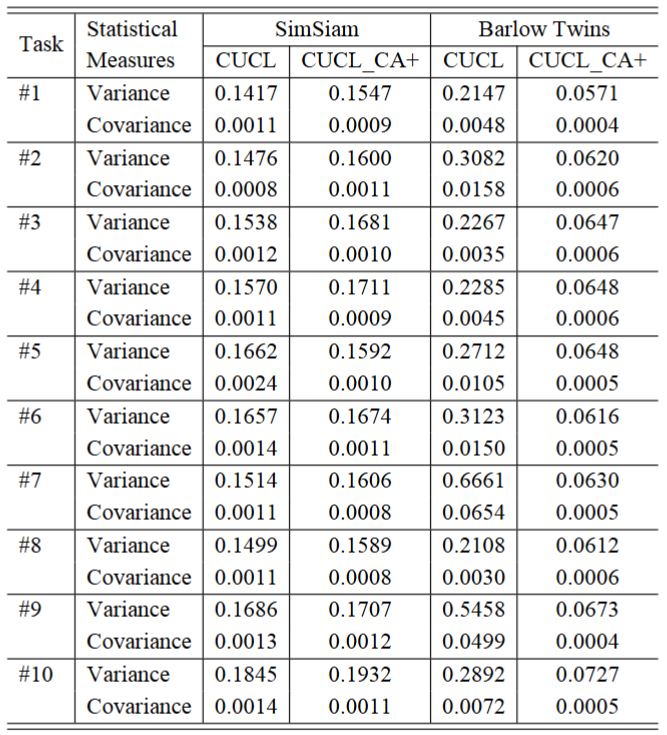 Task Statistical Measures SimSiam Barlow Twins
CUCL CUCL_CA+ CUCL CUCL_CA+
#1 Variance 0.1417 0.1547 0.2147 0.0571
Covariance 0.0011 0.0009 0.0048 0.0004
#2 Variance 0.1476 0.1600 0.3082 0.0620
Covariance 0.0008 0.0011 0.0158 0.0006
#3 Variance 0.1538 0.1681 0.2267 0.0647
Covariance 0.0012 0.0010 0.0035 0.0006
#4 Variance 0.1570 0.1711 0.2285 0.0648
Covariance 0.0011 0.0009 0.0045 0.0006
#5 Variance 0.1662 0.1592 0.2712 0.0648
Covariance 0.0024 0.0010 0.0105 0.0005
#6 Variance 0.1657 0.1674 0.3123 0.0616
Covariance 0.0014 0.0011 0.0150 0.0005
#7 Variance 0.1514 0.1606 0.6661 0.0630
Covariance 0.0011 0.0008 0.0654 0.0005
#8 Variance 0.1499 0.1589 0.2108 0.0612
Covariance 0.0011 0.0008 0.0030 0.0006
#9 Variance 0.1686 0.1707 0.5458 0.0673
Covariance 0.0013 0.0012 0.0499 0.0004
#10 Variance 0.1845 0.1932 0.2892 0.0727
Covariance 0.0014 0.0011 0.0072 0.0005